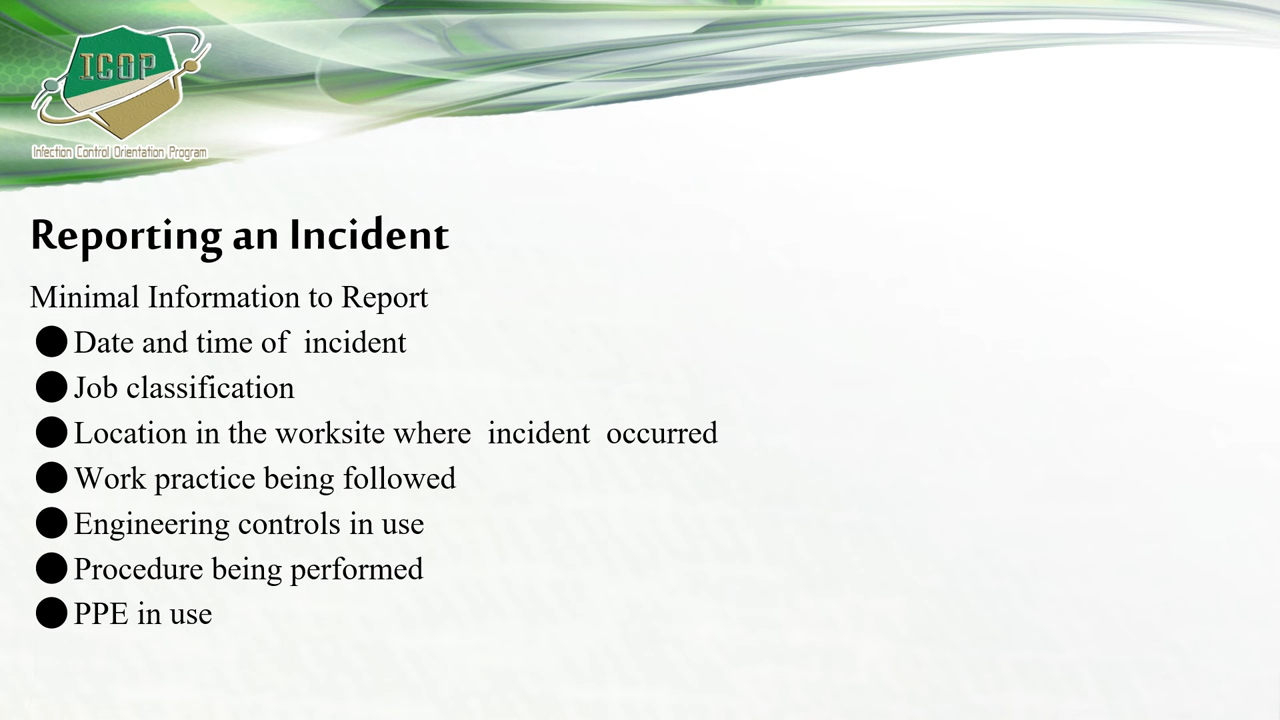 ICOP
Infection Control Orientation Program
Reporting an Incident
Minimal Information to Report
● Date and time of  incident
● Job classification
● Location in the worksite where  incident  occurred
● Work practice being followed
● Engineering controls in use
● Procedure being performed
● PPE in use